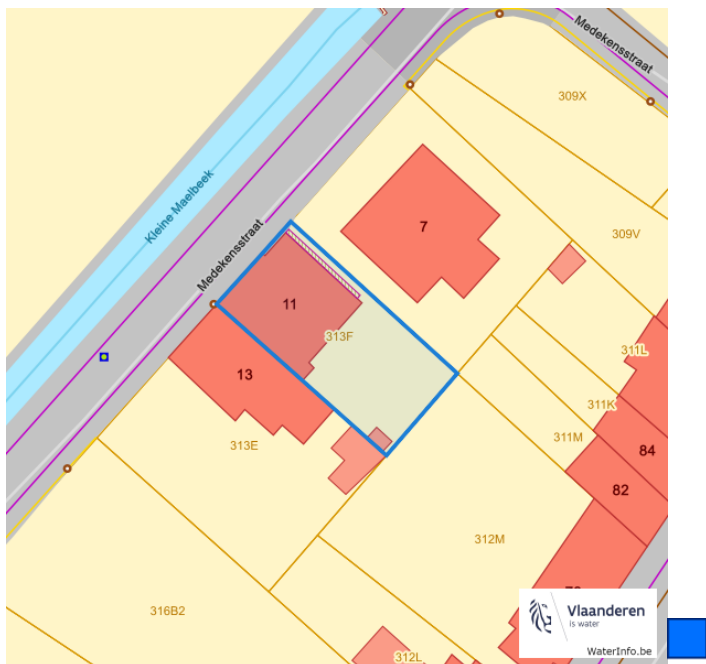 Medekensstraat
309X
Kleine Maelbeek
7
309V
Medekensstraat
11
313F
311L
13
311K
313E
311M
84
82
312M
316B2
Vlaanderen
is water
WaterInfo.be
312L